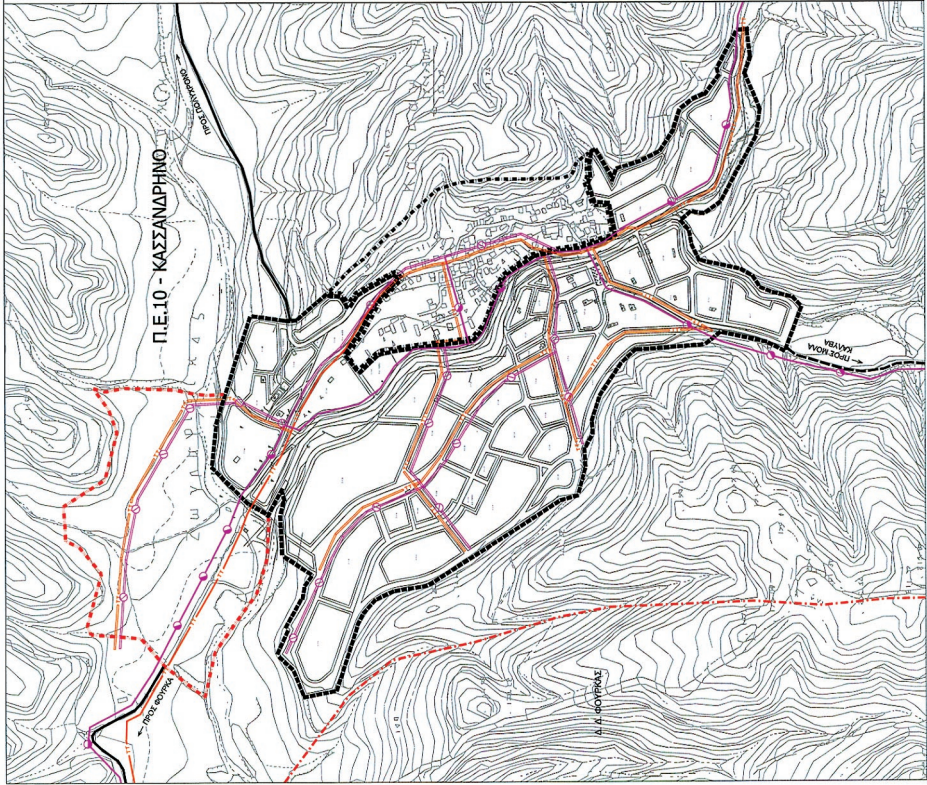 ΠΡΟΣ ΠΟΛΥΧΡΟΝΟ
Π.Ε.10 - ΚΑΣΣΑΝΔΡΗΝΟ
ΠΡΟΣ ΜΟΛΑ
ΚΑΛΥΒΑ
ΠΡΟΣ ΦΟΥΡΚΑ
Δ.Δ. ΦΟΥΡΚΑΣ